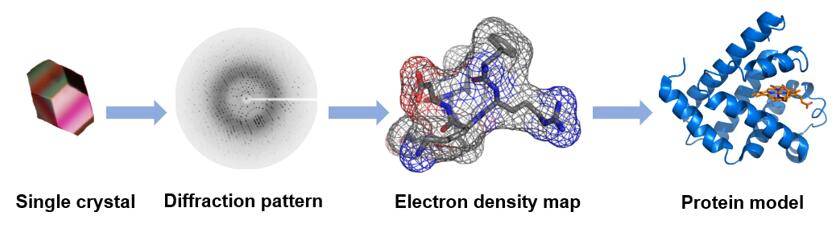 Single crystal
Diffraction pattern
Electron density map
Protein model